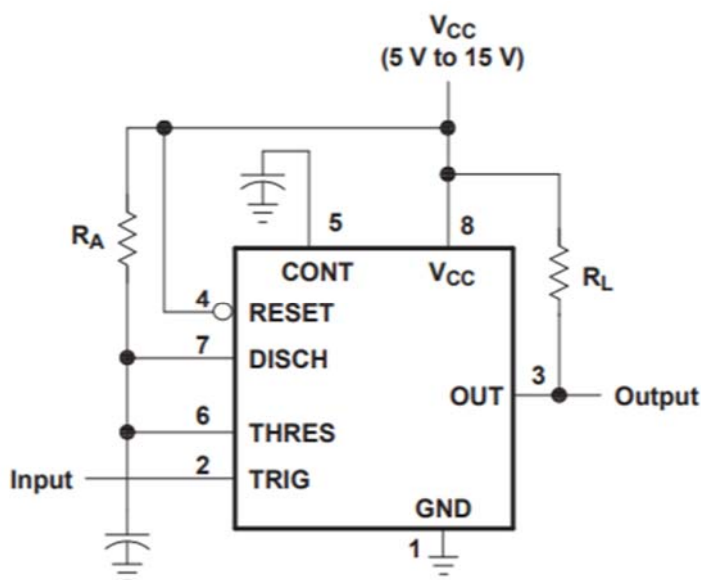 VCC
(5 V to 15 V)
RA
5
8
CONT
VCC
RL
4
RESET
7
DISCH
3
OUT
Output
6
THRES
Input
2
TRIG
GND
1